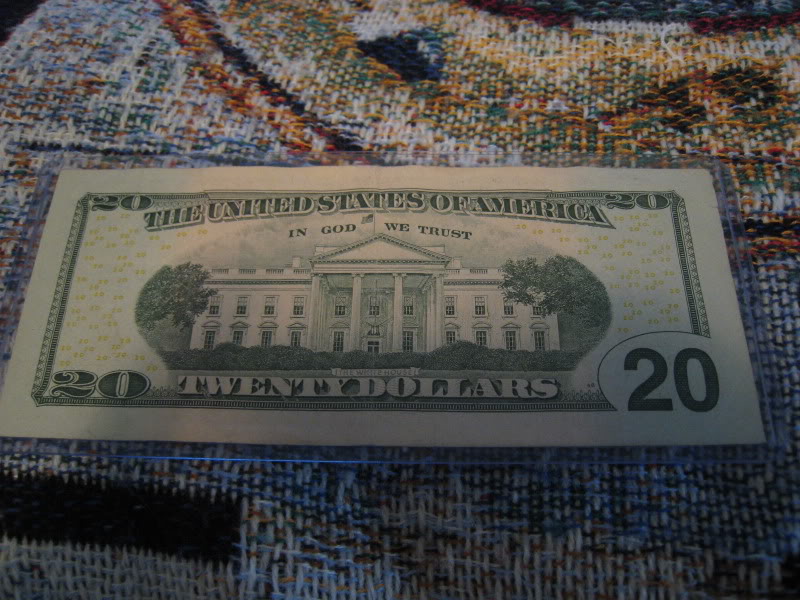 20 20
THE UNITED STATES OF AMERICA
IN GOD WE TRUST
THE WHITE HOUSE
20 TWENTY DOLLARS 20